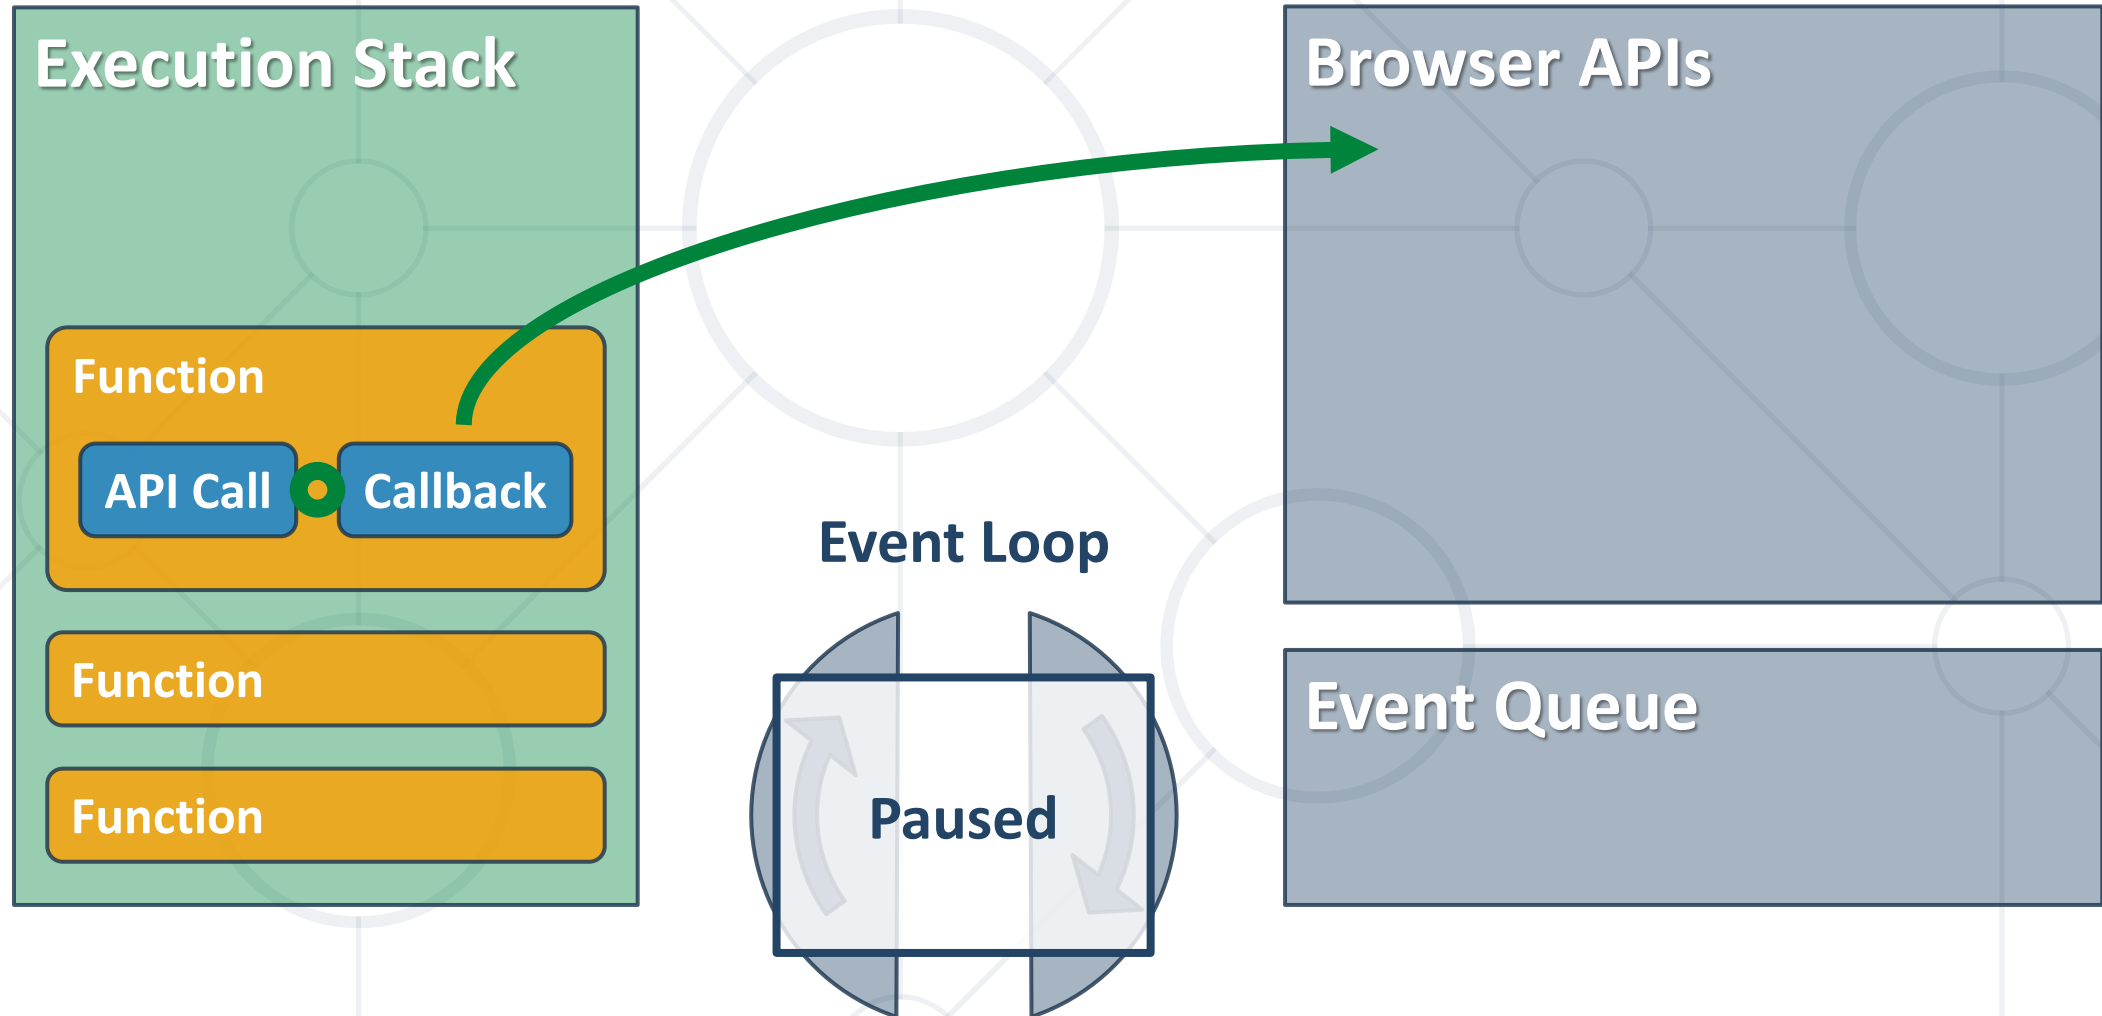 Execution Stack
Function
API Call
Callback
Function
Function
Event Loop
Paused
Browser APIs
Event Queue